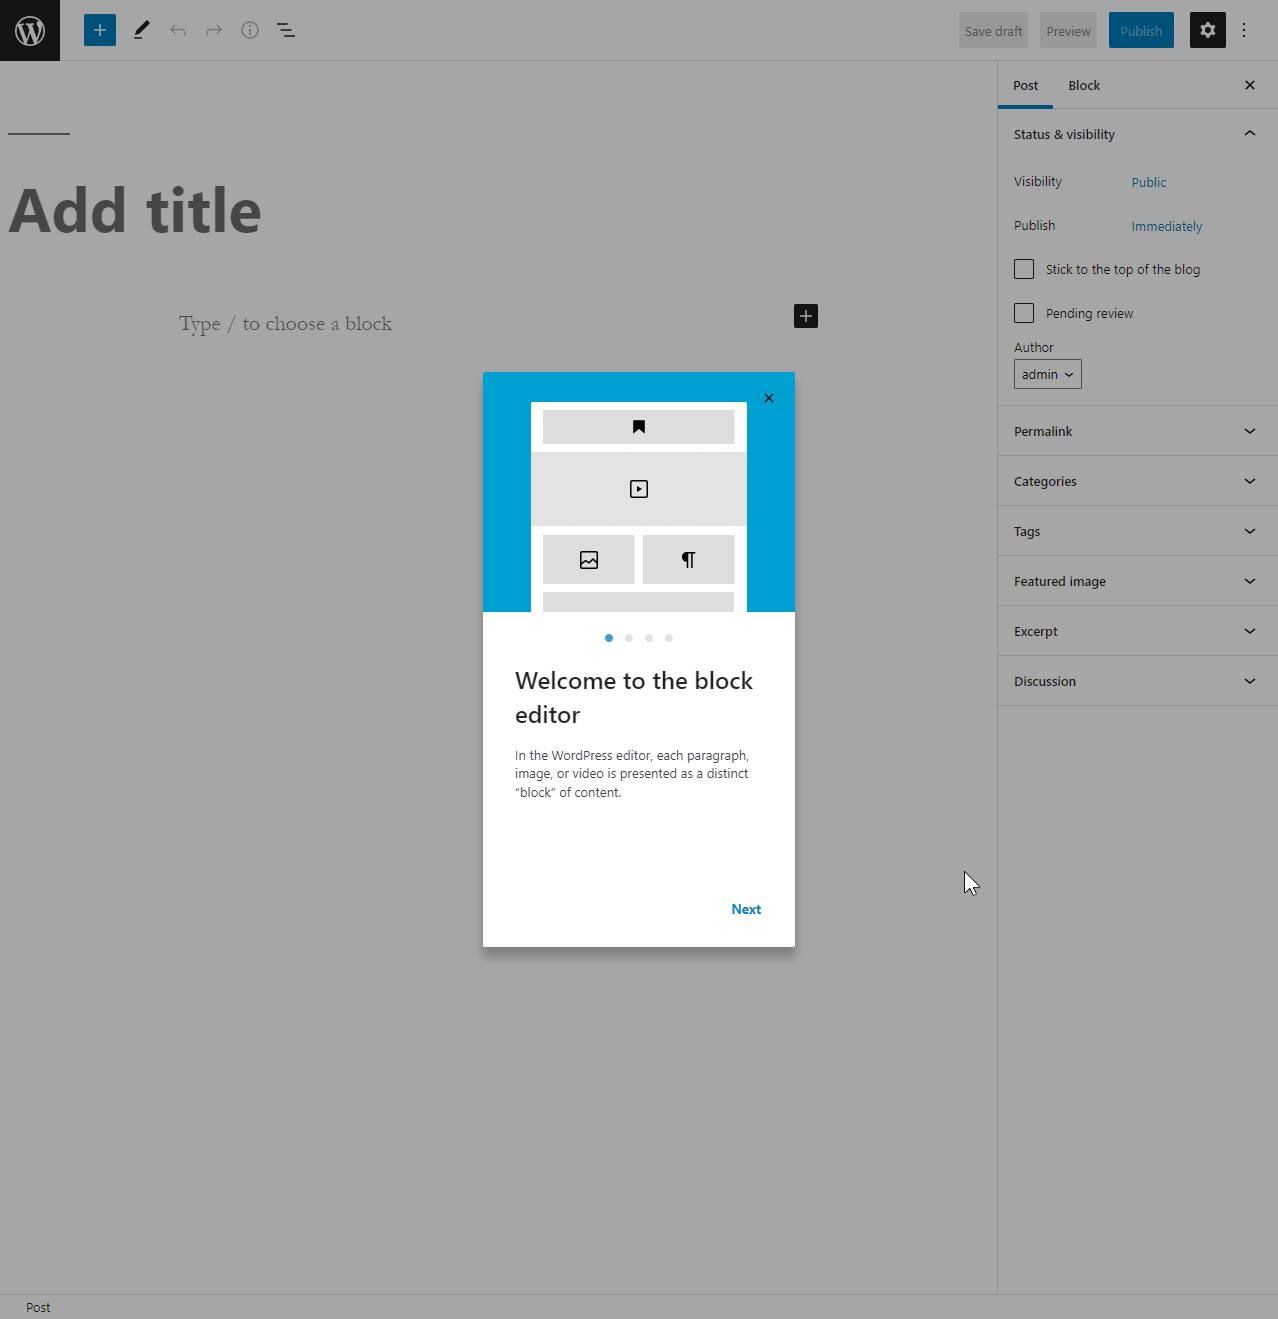 Save draft Preview Publish
Post Block
Status & visibility
Visibility Public
Publish Immediately
Stick to the top of the blog
Pending review
Author
admin
Permalink
Categories
Tags
Featured image
Excerpt
Discussion
Add title
Type / to choose a block
Welcome to the block
editor
In the WordPress editor, each paragraph,
image, or video is presented as a distinct
“block” of content.
Next
Post